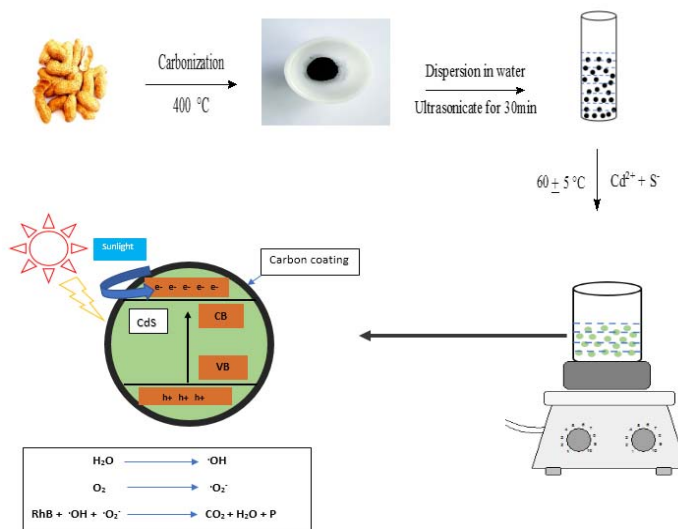 Carbonization
400 °C
Dispersion in water
Ultrasonicate for 30min
60 ± 5 °C
Cd²⁺ + S⁻
Sunlight
Carbon coating
e- e- e- e- e-
CdS
CB
VB
h+ h+ h+
H₂O → ·OH
O₂ → ·O₂⁻
RhB + ·OH + ·O₂⁻ → CO₂ + H₂O + P